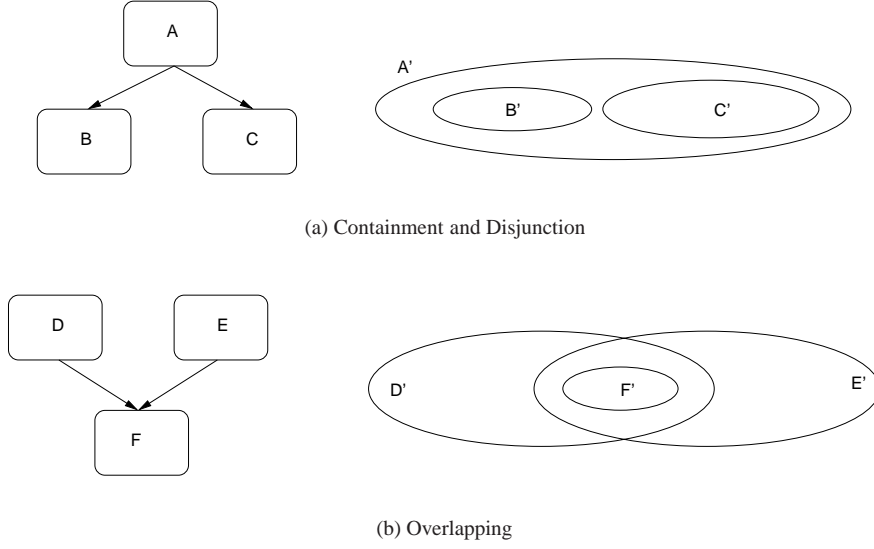 A
B
C
A’
B’
C’
(a) Containment and Disjunction
D
E
F
D’
F’
E’
(b) Overlapping